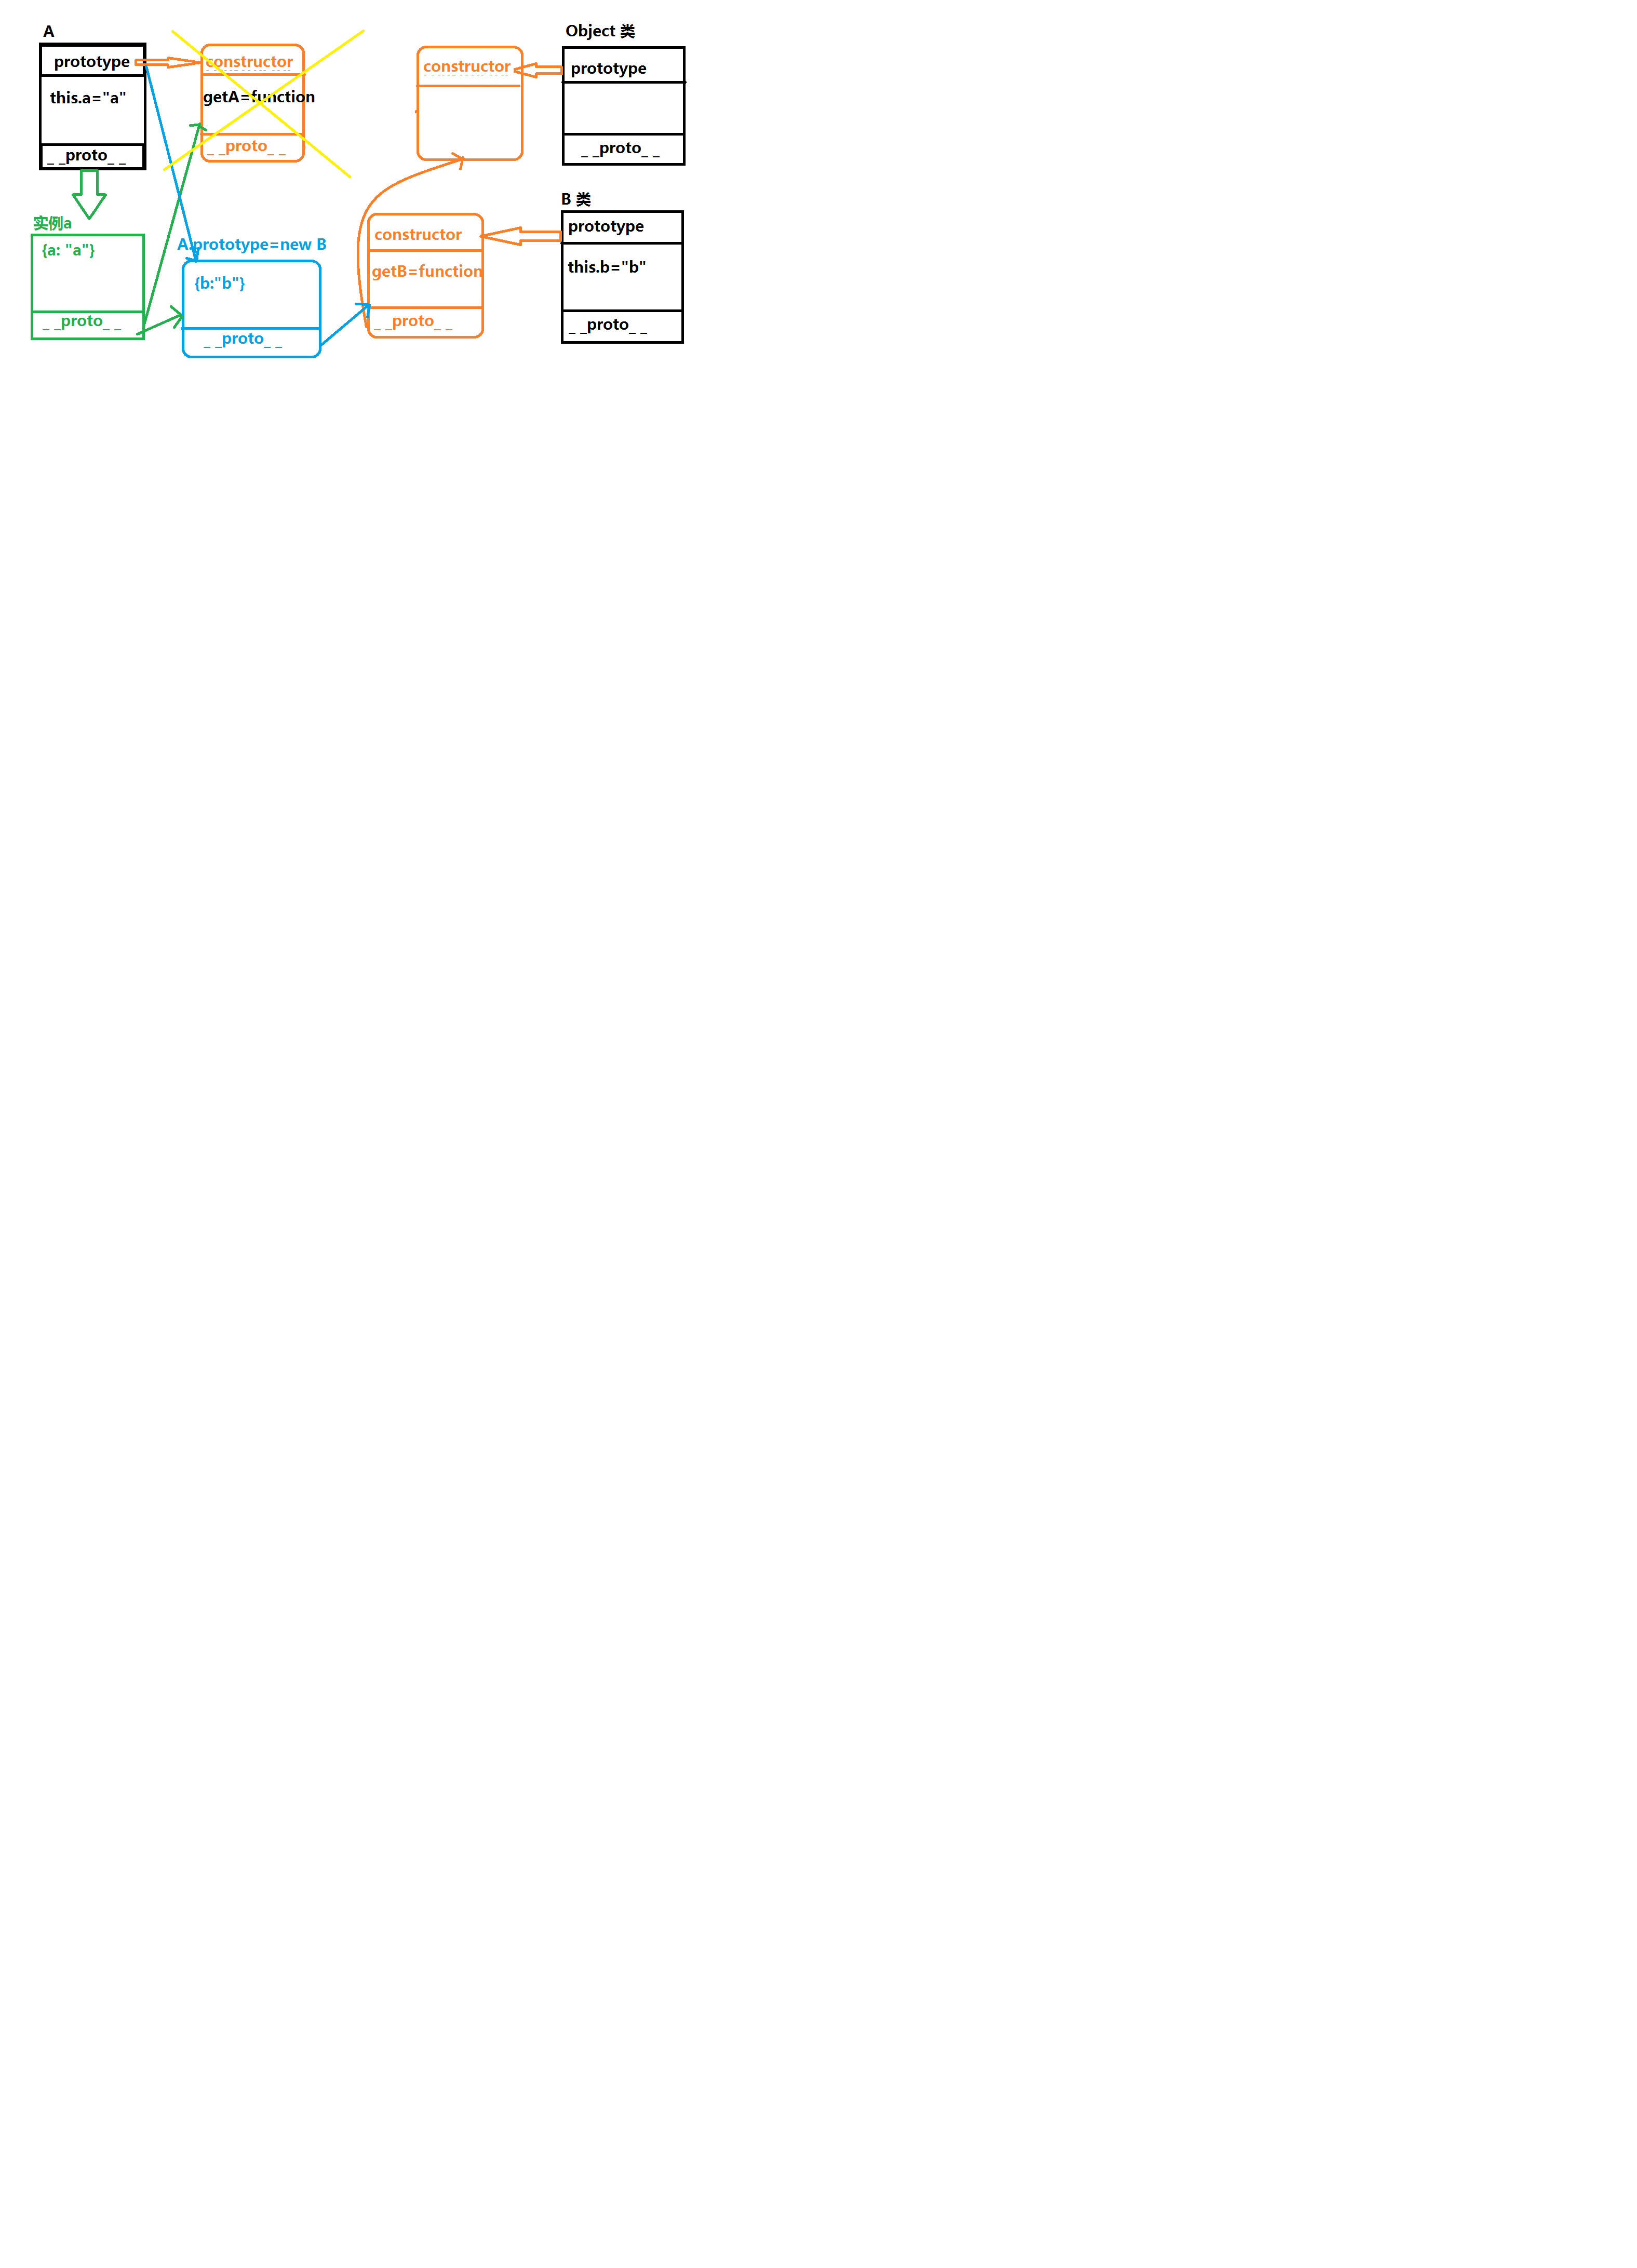 A
prototype
this.a="a"
_ _proto_ _
constructor
getA=function
_ _proto_ _
constructor
Object 类
prototype
_ _proto_ _
实例a
{a: "a"}
_ _proto_ _
A.prototype=new B
{b:"b"}
_ _proto_ _
constructor
getB=function
_ _proto_ _
B 类
prototype
this.b="b"
_ _proto_ _